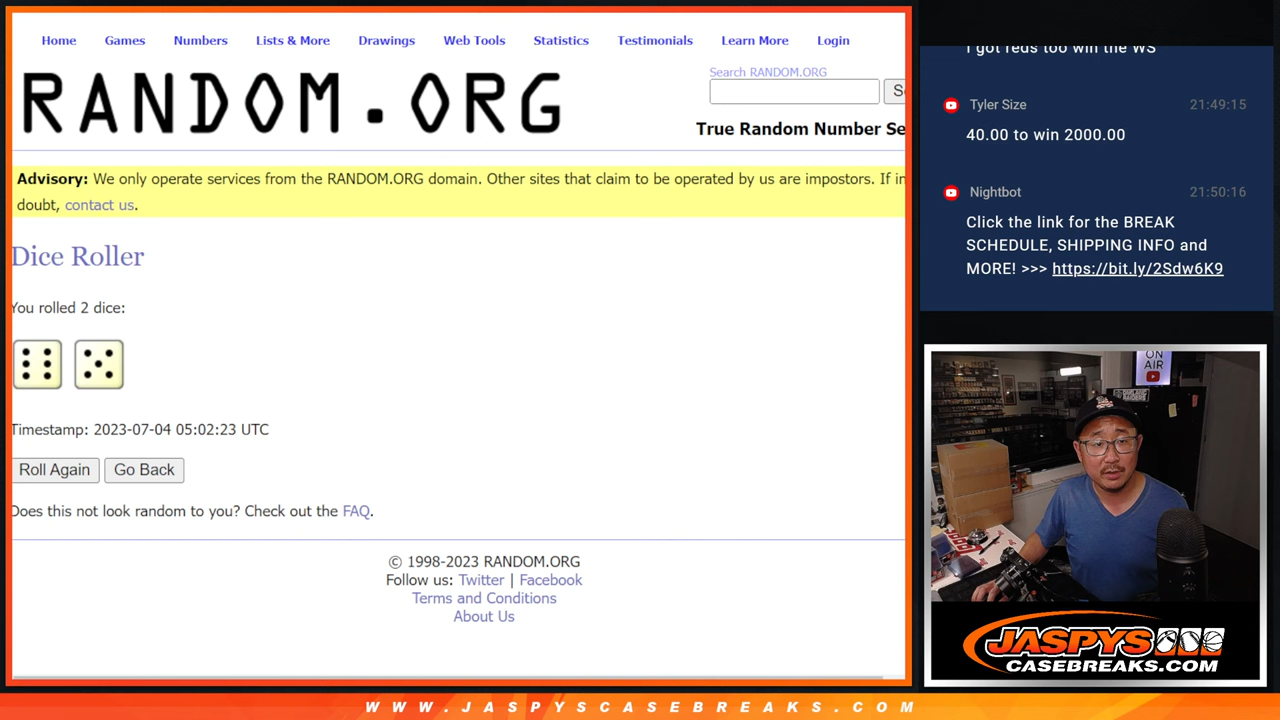 Home Games Numbers Lists & More Drawings Web Tools Statistics Testimonials Learn More Login
RANDOM.ORG
Search RANDOM.ORG
True Random Number Se
Advisory: We only operate services from the RANDOM.ORG domain. Other sites that claim to be operated by us are impostors. If in
doubt, contact us.
Dice Roller
You rolled 2 dice:
Timestamp: 2023-07-04 05:02:23 UTC
Roll Again Go Back
Does this not look random to you? Check out the FAQ.
© 1998-2023 RANDOM.ORG
Follow us: Twitter | Facebook
Terms and Conditions
About Us
I got reds too win the WS
Tyler Size 21:49:15
40.00 to win 2000.00
Nightbot 21:50:16
Click the link for the BREAK
SCHEDULE, SHIPPING INFO and
MORE! >>> https://bit.ly/2Sdw6K9
ON
AIR
JASPYS
CASEBREAKS.COM
WWW.JASPYSCASEBREAKS.COM